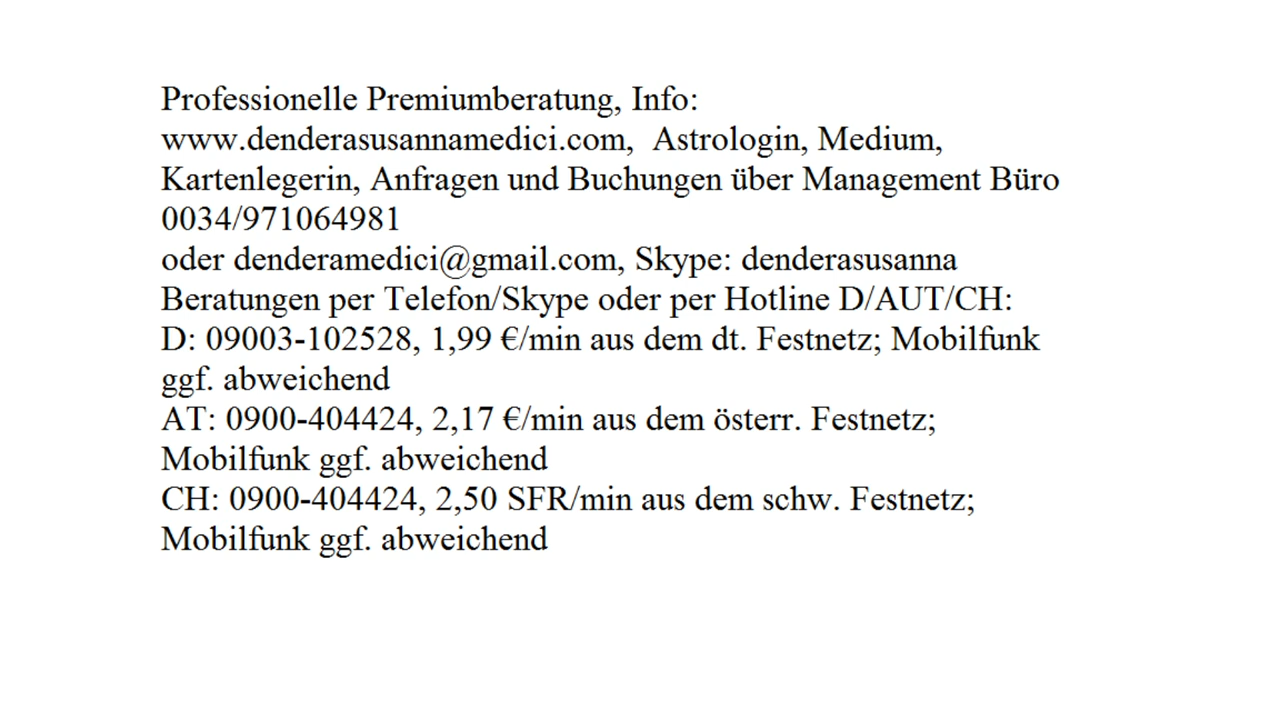 Professionelle Premiumberatung, Info:
www.denderasusannamedici.com,  Astrologin, Medium,
Kartenlegerin, Anfragen und Buchungen über Management Büro
0034/971064981
oder denderamedici@gmail.com, Skype: denderasusanna
Beratungen per Telefon/Skype oder per Hotline D/AUT/CH:
D: 09003-102528, 1,99 €/min aus dem dt. Festnetz; Mobilfunk
ggf. abweichend
AT: 0900-404424, 2,17 €/min aus dem österr. Festnetz;
Mobilfunk ggf. abweichend
CH: 0900-404424, 2,50 SFR/min aus dem schw. Festnetz;
Mobilfunk ggf. abweichend